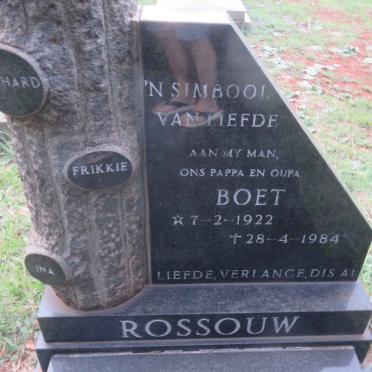 'N SIMBOOL
VAN LIEFDE
AAN MY MAN,
ONS PAPPA EN OUPA
BOET
☆ 7-2-1922
✝ 28-4-1984
LIEFDE, VERLANGE, DIS AL
HARD
FRIKKIE
INA
ROSSOUW